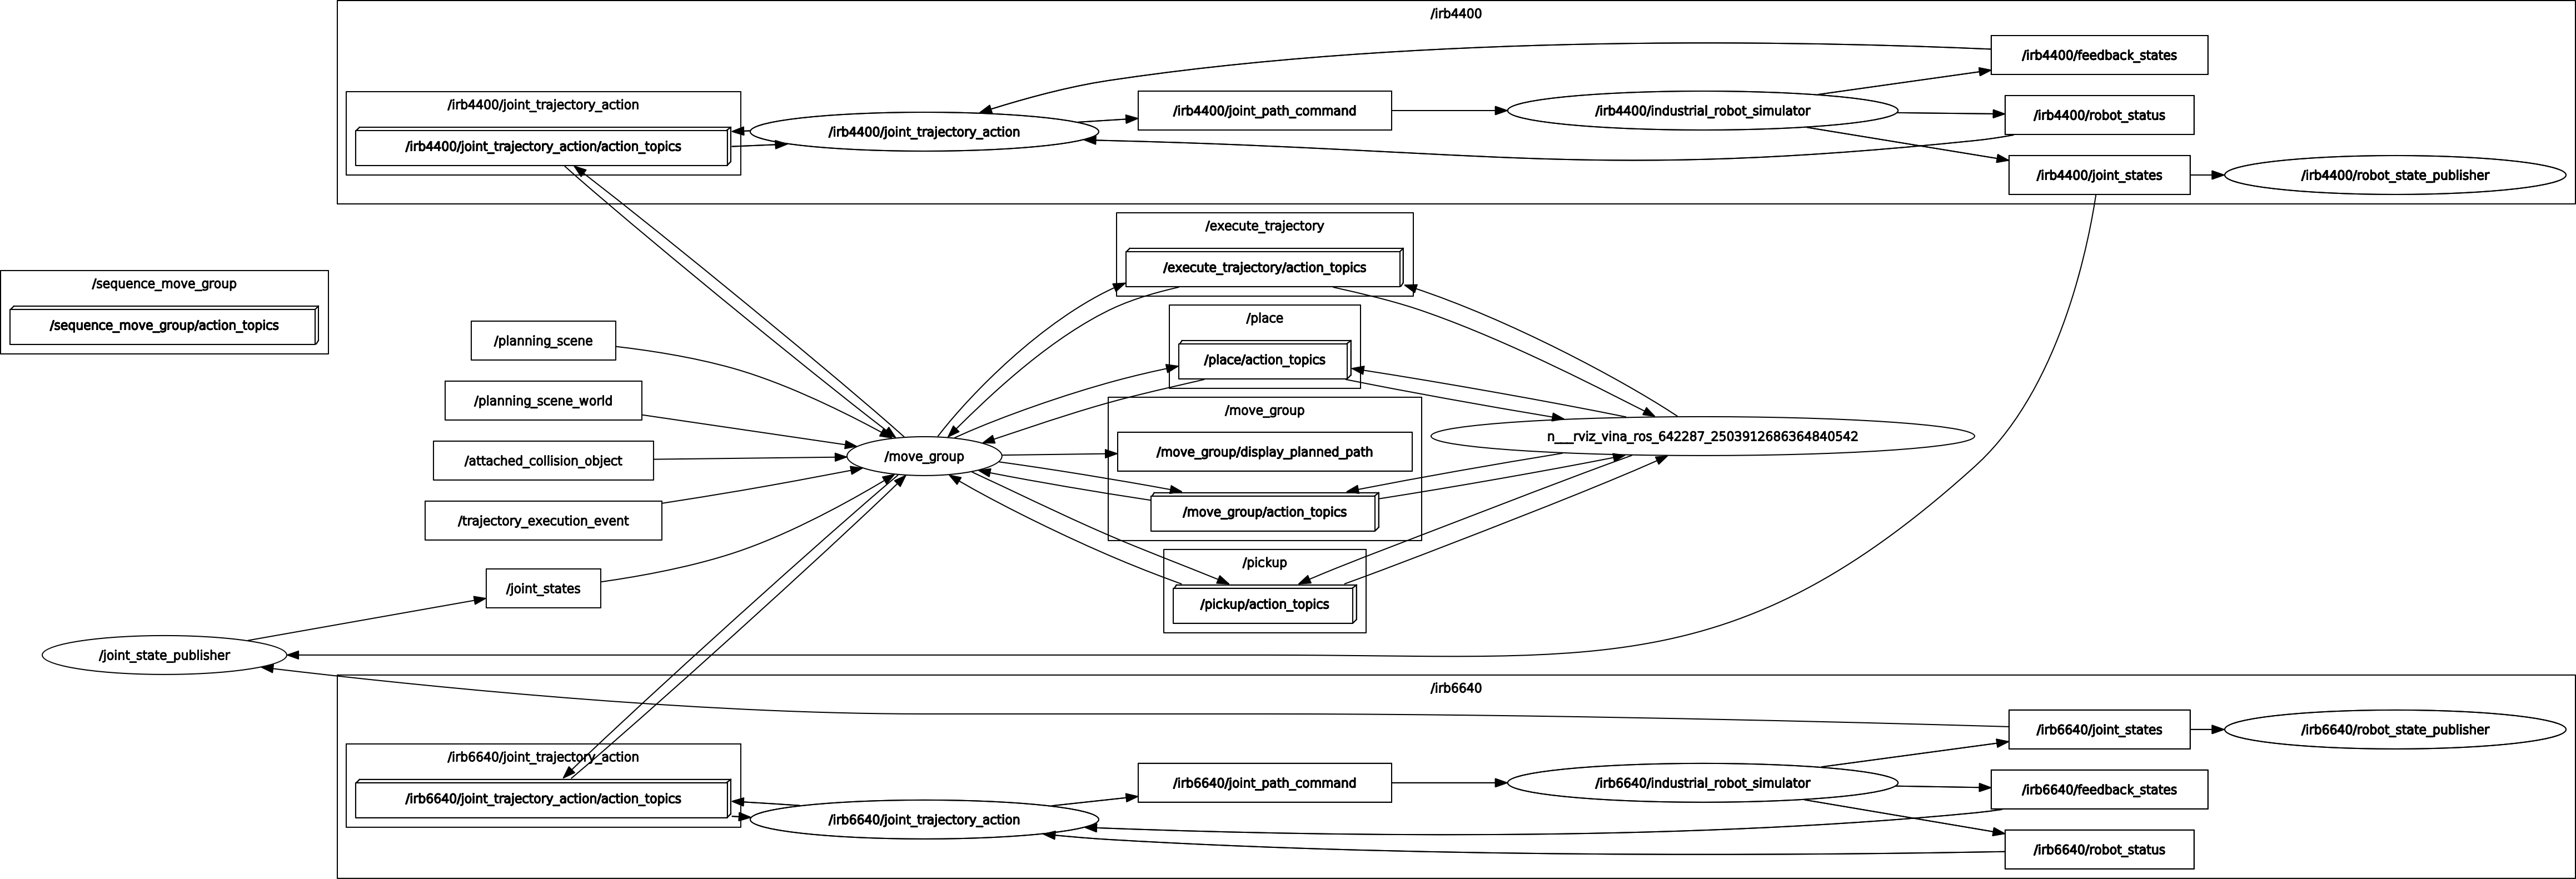 /irb4400
/irb4400/feedback_states
/irb4400/joint_trajectory_action
/irb4400/joint_path_command
/irb4400/industrial_robot_simulator
/irb4400/robot_status
/irb4400/joint_trajectory_action
/irb4400/joint_trajectory_action/action_topics
/irb4400/joint_states
/irb4400/robot_state_publisher
/execute_trajectory
/execute_trajectory/action_topics
/sequence_move_group
/sequence_move_group/action_topics
/place
/planning_scene
/place/action_topics
/planning_scene_world
/move_group
n___rviz_vina_ros_642287_2503912686364840542
/move_group/display_planned_path
/move_group
/attached_collision_object
/move_group/action_topics
/trajectory_execution_event
/pickup
/joint_states
/pickup/action_topics
/joint_state_publisher
/irb6640
/irb6640/joint_states
/irb6640/robot_state_publisher
/irb6640/joint_trajectory_action
/irb6640/joint_path_command
/irb6640/industrial_robot_simulator
/irb6640/feedback_states
/irb6640/joint_trajectory_action/action_topics
/irb6640/joint_trajectory_action
/irb6640/robot_status